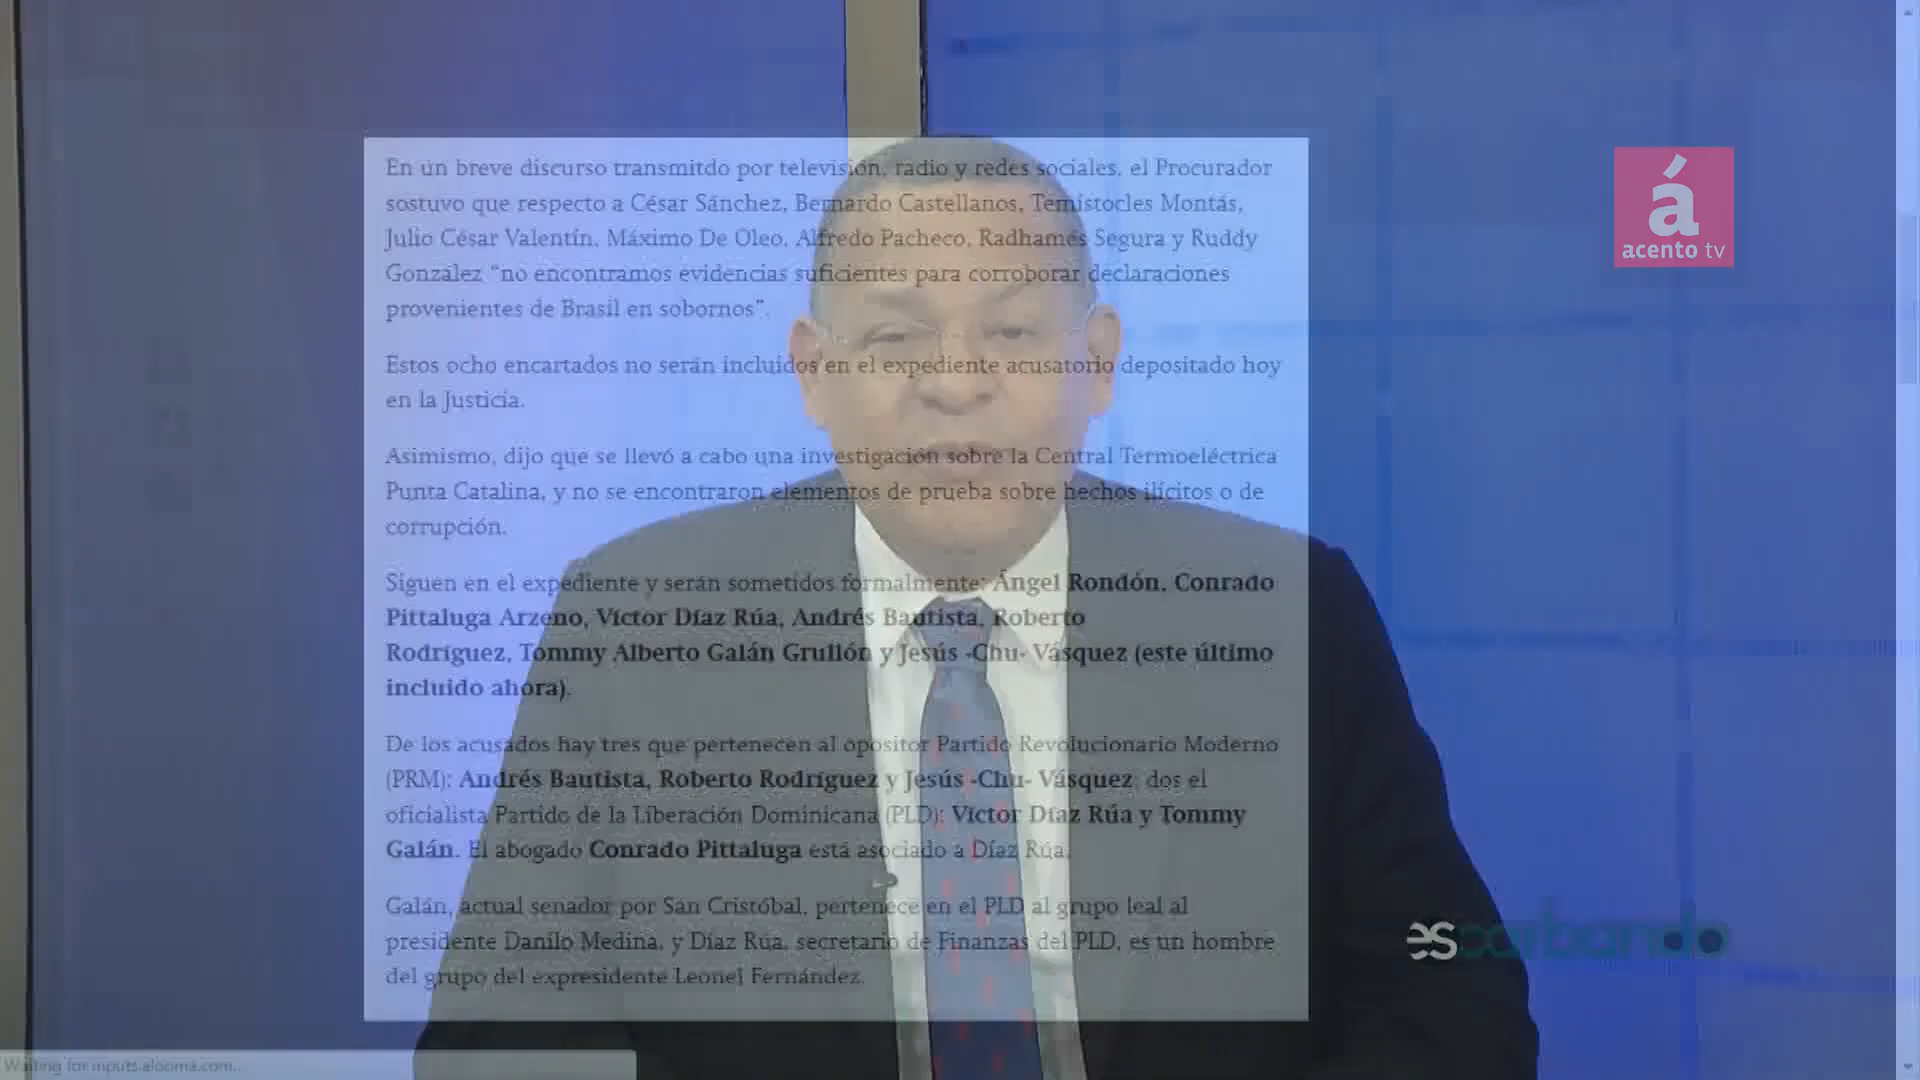 En un breve discurso transmitdo por televisión, radio y redes sociales, el Procurador
sostuvo que respecto a César Sánchez, Bernardo Castellanos, Temístocles Montás,
Julio César Valentín, Máximo De Oleo, Alfredo Pacheco, Radhamés Segura y Ruddy
González “no encontramos evidencias suficientes para corroborar declaraciones
provenientes de Brasil en sobornos”.
Estos ocho encartados no serán incluidos en el expediente acusatorio depositado hoy
en la Justicia.
Asimismo, dijo que se llevó a cabo una investigación sobre la Central Termoeléctrica
Punta Catalina, y no se encontraron elementos de prueba sobre hechos ilícitos o de
corrupción.
Siguen en el expediente y serán sometidos formalmente: Ángel Rondón, Conrado
Pittaluga Arzeno, Víctor Díaz Rúa, Andrés Bautista, Roberto
Rodríguez, Tommy Alberto Galán Grullón y Jesús -Chu- Vásquez (este último
incluido ahora).
De los acusados hay tres que pertenecen al opositor Partido Revolucionario Moderno
(PRM): Andrés Bautista, Roberto Rodríguez y Jesús -Chu- Vásquez; dos el
oficialista Partido de la Liberación Dominicana (PLD): Víctor Díaz Rúa y Tommy
Galán. El abogado Conrado Pittaluga está asociado a Díaz Rúa.
Galán, actual senador por San Cristóbal, pertenece en el PLD al grupo leal al
presidente Danilo Medina, y Díaz Rúa, secretario de Finanzas del PLD, es un hombre
del grupo del expresidente Leonel Fernández.
á
acento tv
escarbando
Waiting for inputs.alooma.com...